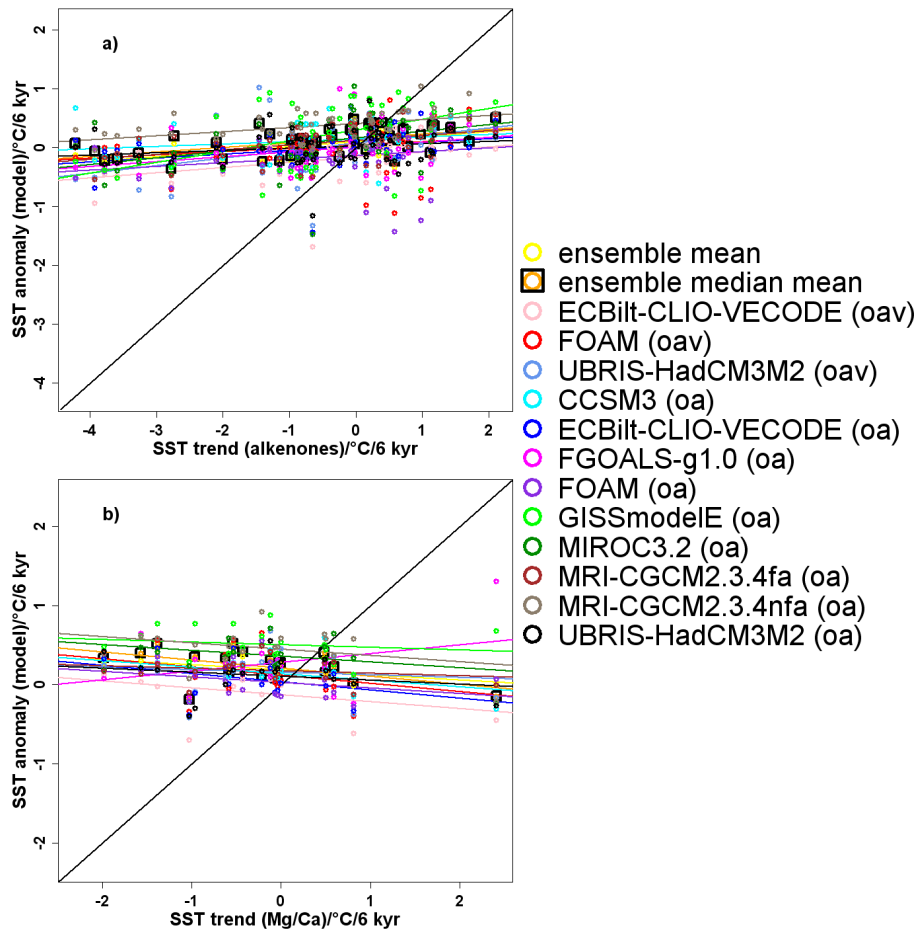 a)
2
1
0
-1
-2
-3
-4
SST anomaly (model)/°C/6 kyr
-4 -3 -2 -1 0 1 2
SST trend (alkenones)/°C/6 kyr
b)
2
1
0
-1
-2
SST anomaly (model)/°C/6 kyr
-2 -1 0 1 2
SST trend (Mg/Ca)/°C/6 kyr
ensemble mean
ensemble median mean
ECBilt-CLIO-VECODE (oav)
FOAM (oav)
UBRIS-HadCM3M2 (oav)
CCSM3 (oa)
ECBilt-CLIO-VECODE (oa)
FGOALS-g1.0 (oa)
FOAM (oa)
GISSmodelE (oa)
MIROC3.2 (oa)
MRI-CGCM2.3.4fa (oa)
MRI-CGCM2.3.4nfa (oa)
UBRIS-HadCM3M2 (oa)